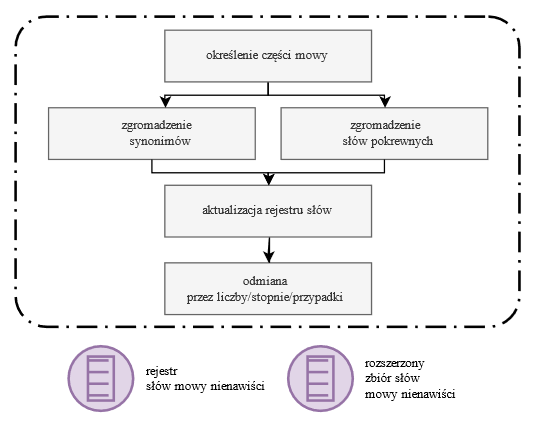 określenie części mowy
zgromadzenie
synonimów
zgromadzenie
słów pokrewnych
aktualizacja rejestru słów
odmiana
przez liczby/stopnie/przypadki
rejestr
słów mowy nienawiści
rozszerzony
zbiór słów
mowy nienawiści